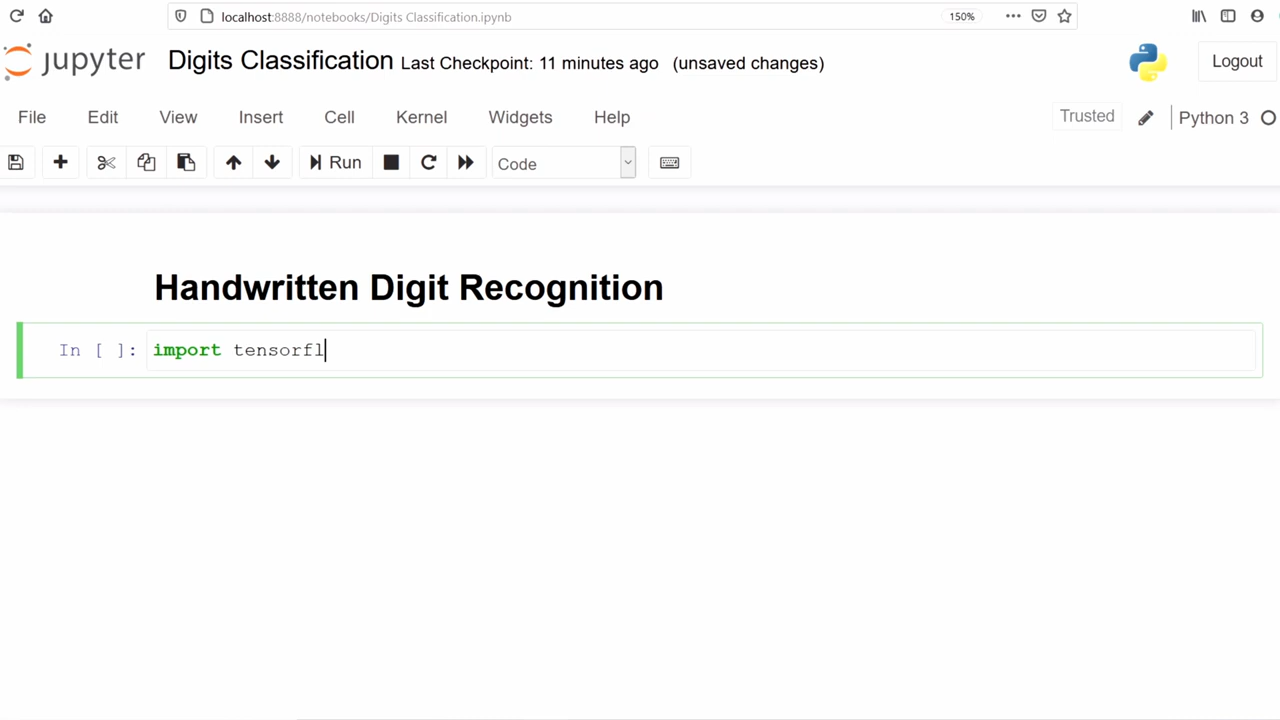 localhost:8888/notebooks/Digits Classification.ipynb 150%
jupyter Digits Classification Last Checkpoint: 11 minutes ago (unsaved changes) Logout
File Edit View Insert Cell Kernel Widgets Help Trusted Python 3
Run Code
Handwritten Digit Recognition
In [ ]: import tensorfl